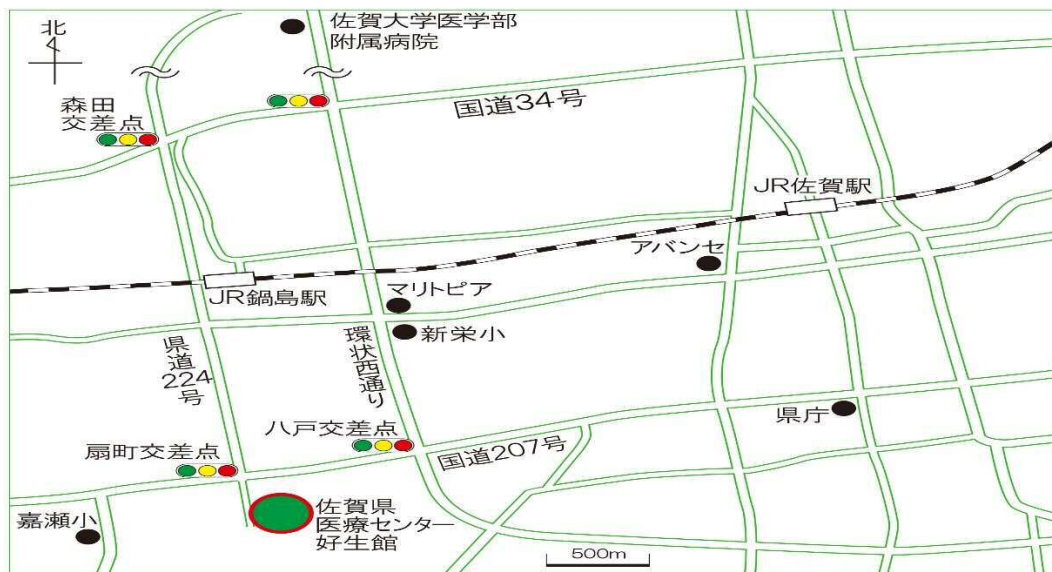 北
佐賀大学医学部
附属病院
森田
交差点
国道34号
JR佐賀駅
アバンセ
JR鍋島駅
マリトピア
新栄小
県道224号
環状西通り
県庁
八戸交差点
国道207号
扇町交差点
嘉瀬小
佐賀県
医療センター
好生館
500m